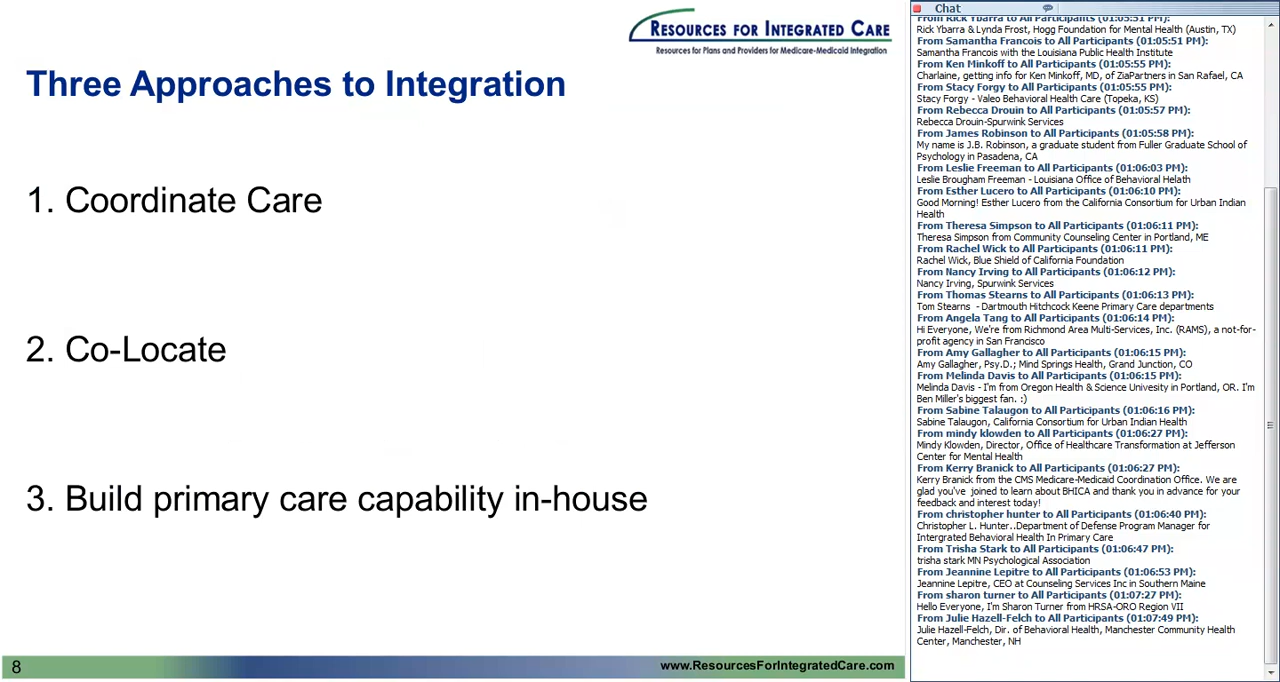 RESOURCES FOR INTEGRATED CARE
Resources for Plans and Providers for Medicare-Medicaid Integration
Three Approaches to Integration
1. Coordinate Care
2. Co-Locate
3. Build primary care capability in-house
8
www.ResourcesForIntegratedCare.com
Chat
From Rick Ybarra to All Participants (01:05:51 PM):
Rick Ybarra & Lynda Frost, Hogg Foundation for Mental Health (Austin, TX)
From Samantha Francois to All Participants (01:05:51 PM):
Samantha Francois with the Louisiana Public Health Institute
From Ken Minkoff to All Participants (01:05:55 PM):
Charlaine, getting info for Ken Minkoff, MD, of ZiaPartners in San Rafael, CA
From Stacy Forgy to All Participants (01:05:55 PM):
Stacy Forgy - Valeo Behavioral Health Care (Topeka, KS)
From Rebecca Drouin to All Participants (01:05:57 PM):
Rebecca Drouin-Spurwink Services
From James Robinson to All Participants (01:05:58 PM):
My name is J.B. Robinson, a graduate student from Fuller Graduate School of
Psychology in Pasadena, CA
From Leslie Freeman to All Participants (01:06:03 PM):
Leslie Brougham Freeman - Louisiana Office of Behavioral Helath
From Esther Lucero to All Participants (01:06:10 PM):
Good Morning! Esther Lucero from the California Consortium for Urban Indian
Health
From Theresa Simpson to All Participants (01:06:11 PM):
Theresa Simpson from Community Counseling Center in Portland, ME
From Rachel Wick to All Participants (01:06:11 PM):
Rachel Wick, Blue Shield of California Foundation
From Nancy Irving to All Participants (01:06:12 PM):
Nancy Irving, Spurwink Services
From Thomas Stearns to All Participants (01:06:13 PM):
Tom Stearns - Dartmouth Hitchcock Keene Primary Care departments
From Angela Tang to All Participants (01:06:14 PM):
Hi Everyone, We're from Richmond Area Multi-Services, Inc. (RAMS), a not-for-
profit agency in San Francisco
From Amy Gallagher to All Participants (01:06:15 PM):
Amy Gallagher, Psy.D.; Mind Springs Health, Grand Junction, CO
From Melinda Davis to All Participants (01:06:15 PM):
Melinda Davis - I'm from Oregon Health & Science Univesity in Portland, OR. I'm
Ben Miller's biggest fan. :)
From Sabine Talaugon to All Participants (01:06:16 PM):
Sabine Talaugon, California Consortium for Urban Indian Health
From mindy klowden to All Participants (01:06:27 PM):
Mindy Klowden, Director, Office of Healthcare Transformation at Jefferson
Center for Mental Health
From Kerry Branick to All Participants (01:06:27 PM):
Kerry Branick from the CMS Medicare-Medicaid Coordination Office. We are
glad you've joined to learn about BHICA and thank you in advance for your
feedback and interest today!
From christopher hunter to All Participants (01:06:40 PM):
Christopher L. Hunter..Department of Defense Program Manager for
Intergrated Behavioral Health In Primary Care
From Trisha Stark to All Participants (01:06:47 PM):
trisha stark MN Psychological Association
From Jeannine Lepitre to All Participants (01:06:53 PM):
Jeannine Lepitre, CEO at Counseling Services Inc in Southern Maine
From sharon turner to All Participants (01:07:27 PM):
Hello Everyone, I'm Sharon Turner from HRSA-ORO Region VII
From Julie Hazell-Felch to All Participants (01:07:49 PM):
Julie Hazell-Felch, Dir. of Behavioral Health, Manchester Community Health
Center, Manchester, NH